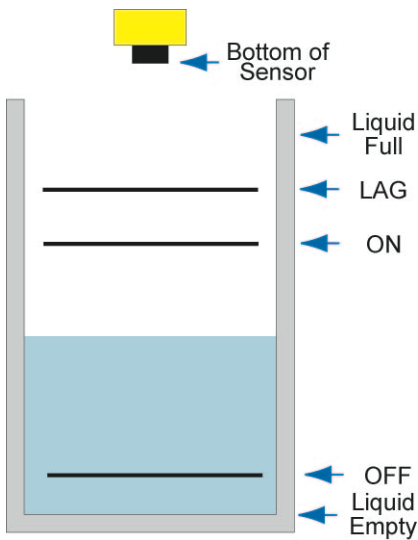 Bottom of
Sensor
Liquid
Full
LAG
ON
OFF
Liquid
Empty